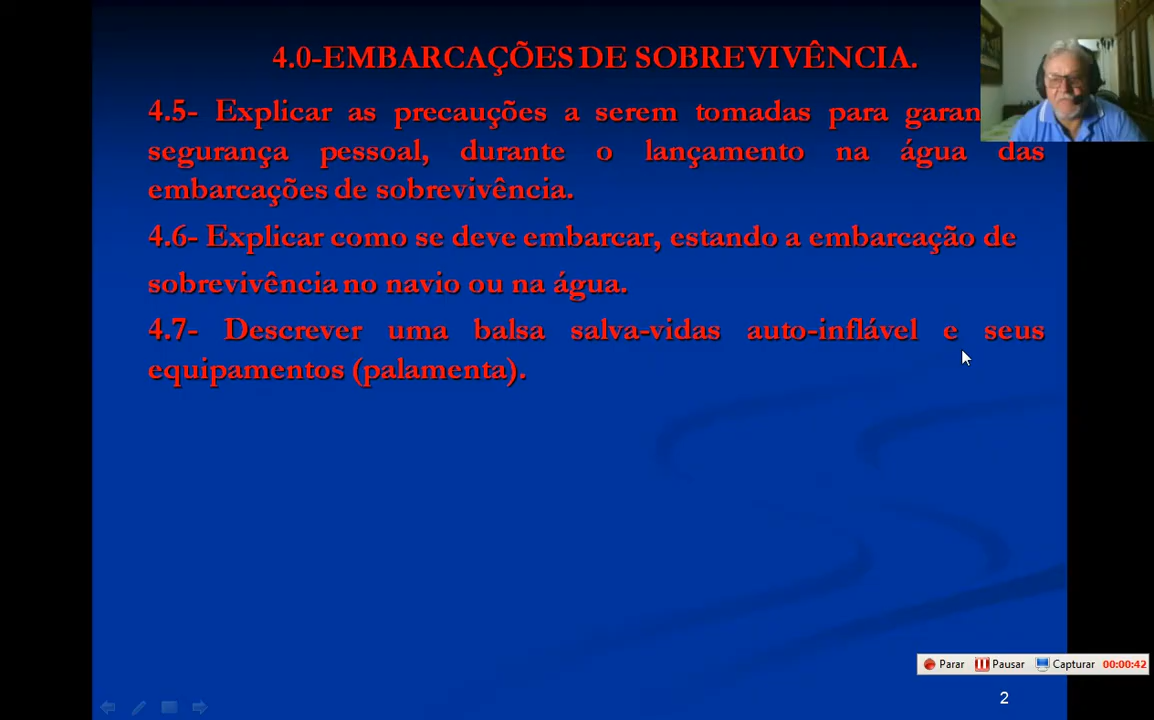 4.0-EMBARCAÇÕES DE SOBREVIVÊNCIA.
4.5- Explicar as precauções a serem tomadas para
segurança pessoal, durante o lançamento na água das
embarcações de sobrevivência.
4.6- Explicar como se deve embarcar, estando a embarcação de
sobrevivência no navio ou na água.
4.7- Descrever uma balsa salva-vidas auto-inflável e seus
equipamentos (palamenta).
Parar Pausar Capturar 00:00:42
2